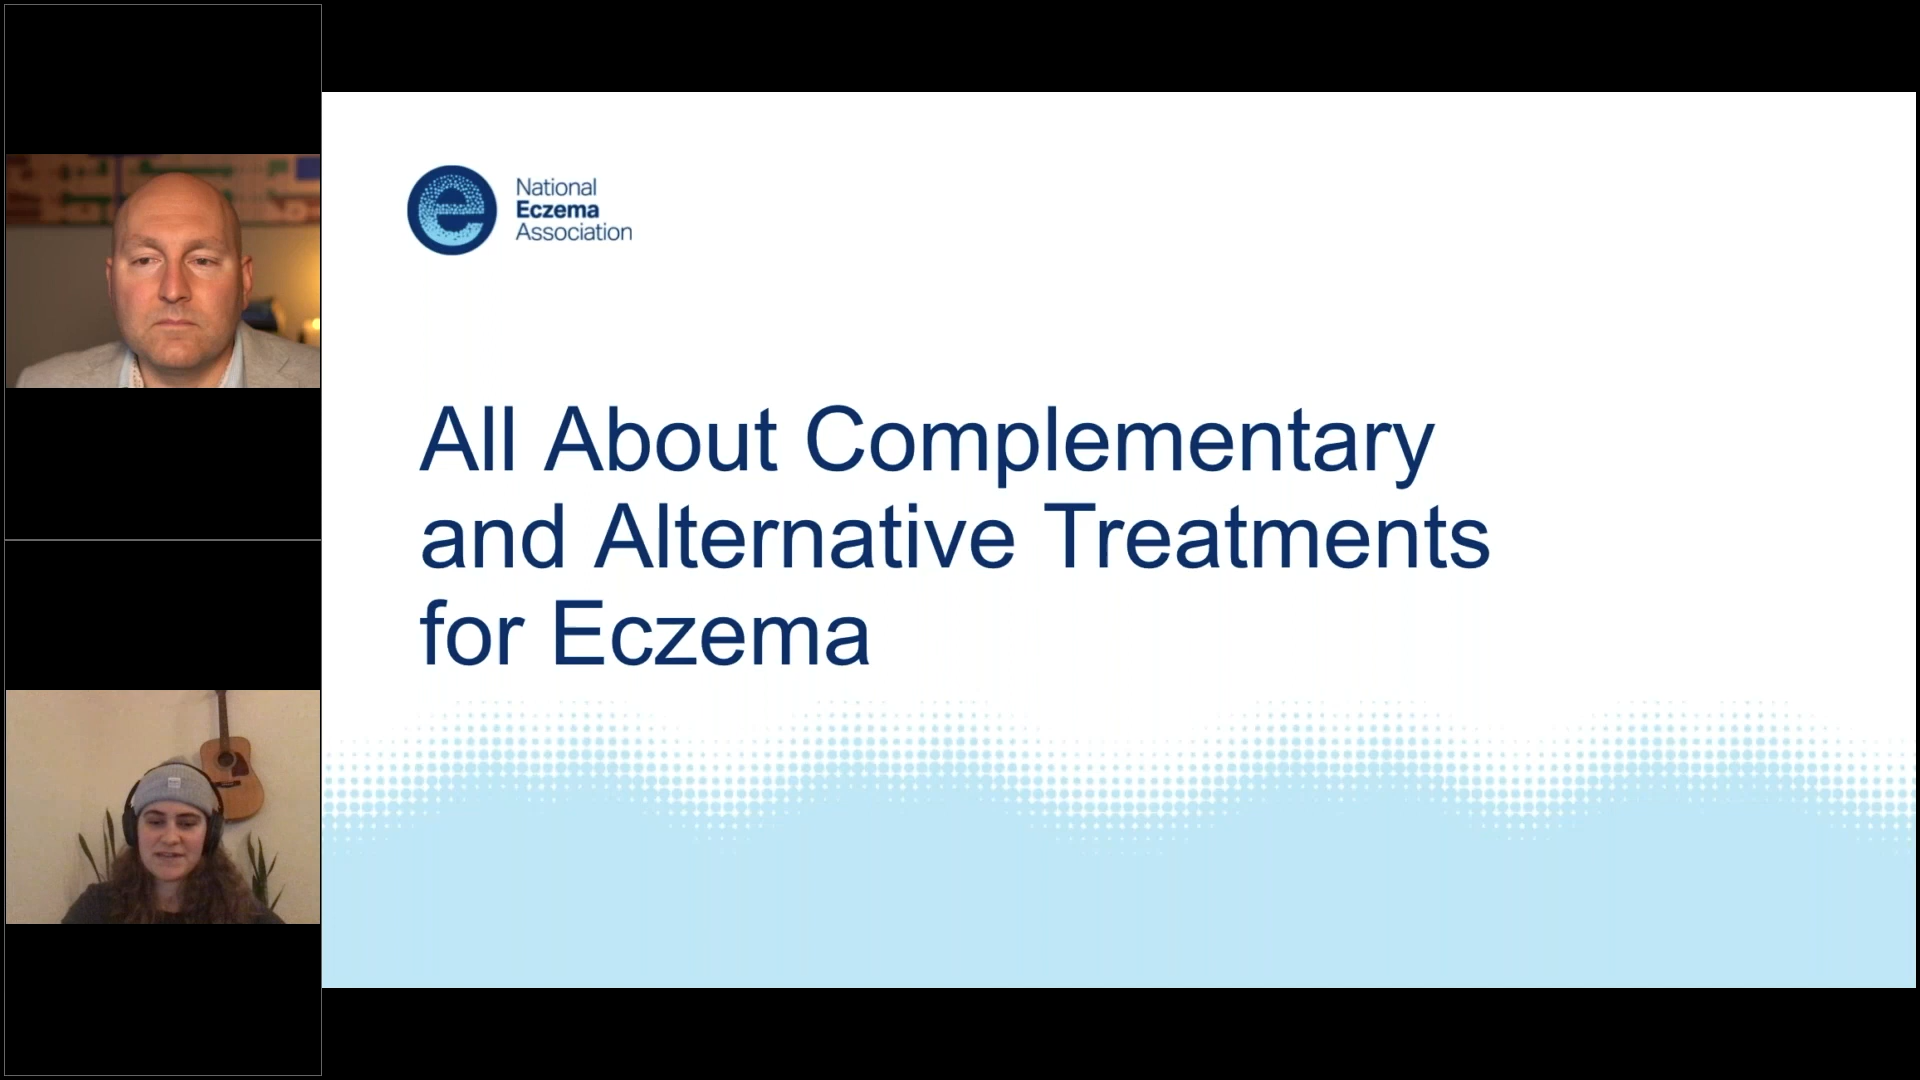 National
Eczema
Association
All About Complementary
and Alternative Treatments
for Eczema